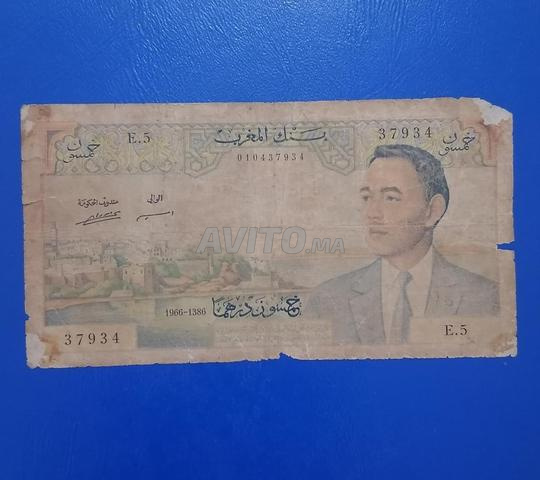 بنك المغرب
E.5
37934
خمسون
خمسون
010437934
الوالي
مندوب الحكومة
AVITO.MA
خمسون درهما
1966-1386
37934
E.5